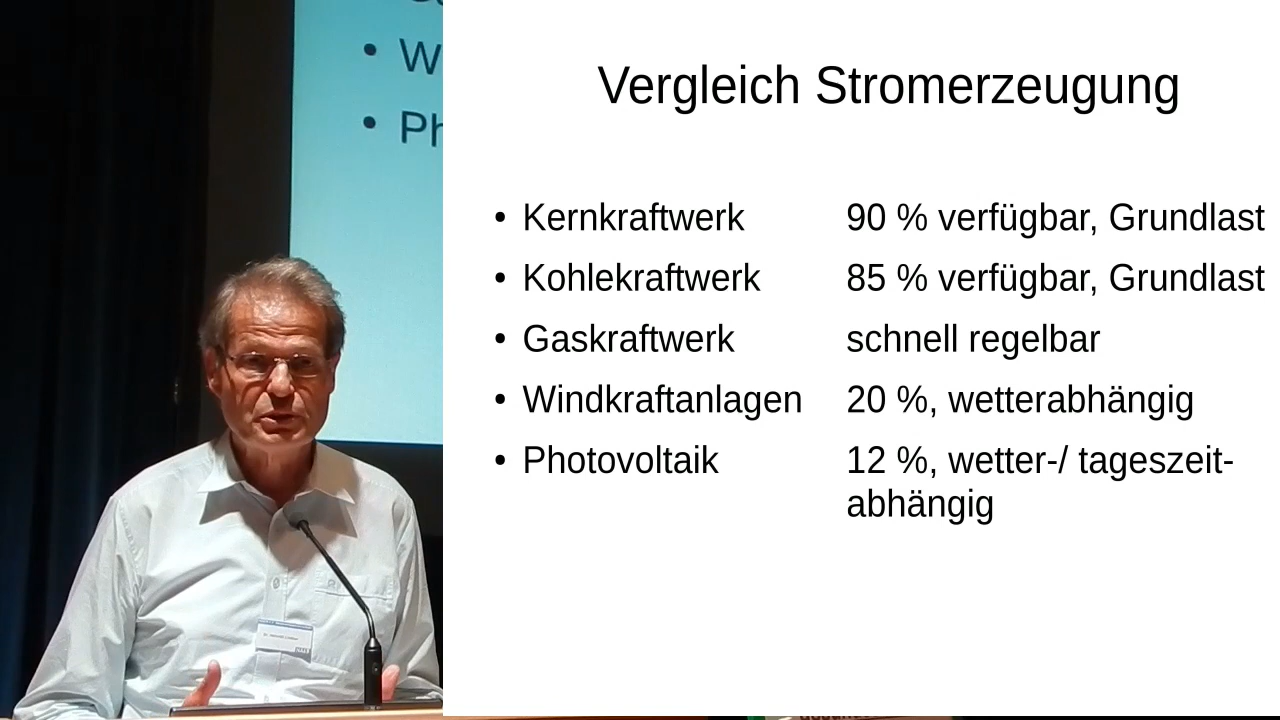 • W
• Ph
Vergleich Stromerzeugung
• Kernkraftwerk 90 % verfügbar, Grundlast
• Kohlekraftwerk 85 % verfügbar, Grundlast
• Gaskraftwerk schnell regelbar
• Windkraftanlagen 20 %, wetterabhängig
• Photovoltaik 12 %, wetter-/ tageszeit-
abhängig